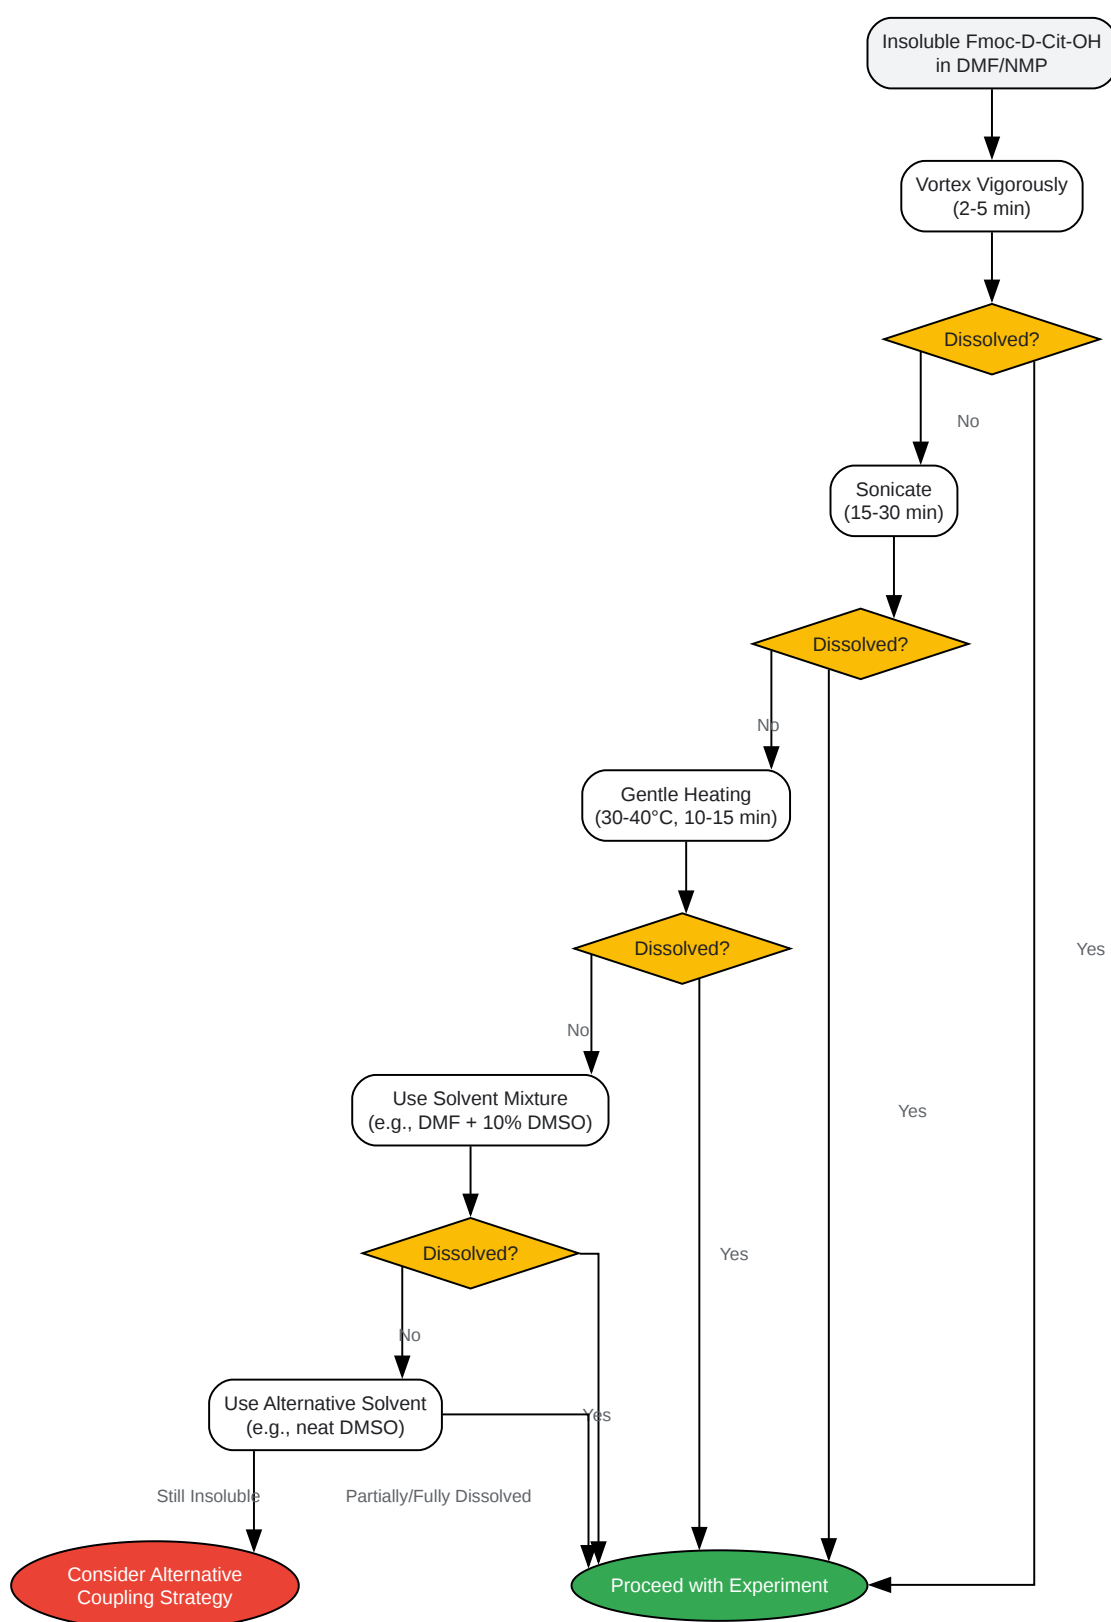 Insoluble Fmoc-D-Cit-OH
in DMF/NMP
Vortex Vigorously
(2-5 min)
Dissolved?
No
Sonicate
(15-30 min)
Dissolved?
No
Gentle Heating
(30-40°C, 10-15 min)
Dissolved?
Yes
No
Use Solvent Mixture
(e.g., DMF + 10% DMSO)
Yes
Dissolved?
Yes
No
Use Alternative Solvent
(e.g., neat DMSO)
Yes
Still Insoluble
Partially/Fully Dissolved
Consider Alternative
Coupling Strategy
Proceed with Experiment